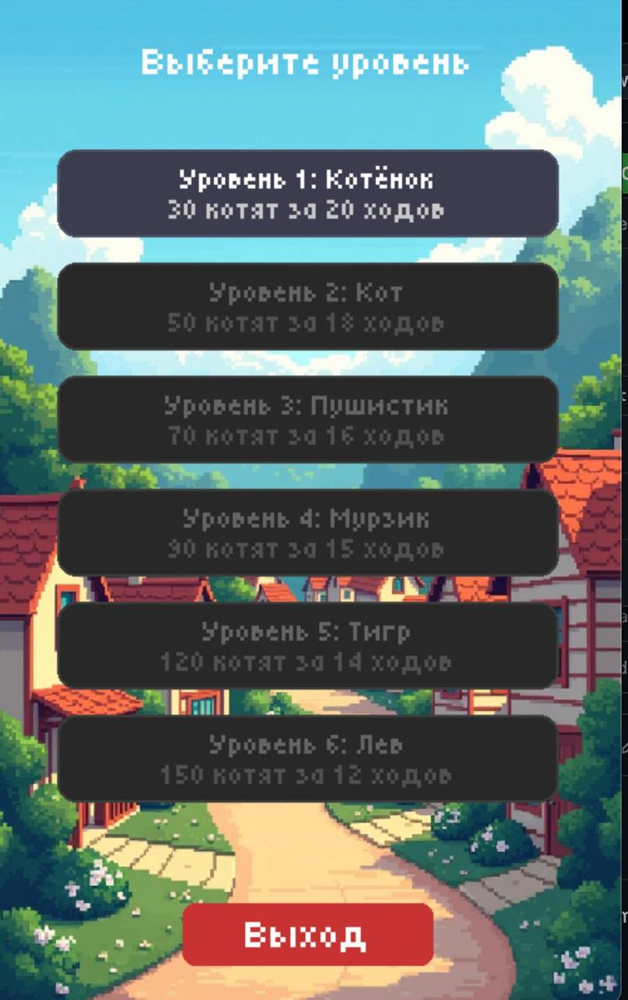 Выберите уровень
Уровень 1: Котёнок
30 котят за 20 ходов
Уровень 2: Кот
50 котят за 18 ходов
Уровень 3: Пушистик
70 котят за 16 ходов
Уровень 4: Мурзик
90 котят за 15 ходов
Уровень 5: Тигр
120 котят за 14 ходов
Уровень 6: Лев
150 котят за 12 ходов
Выход